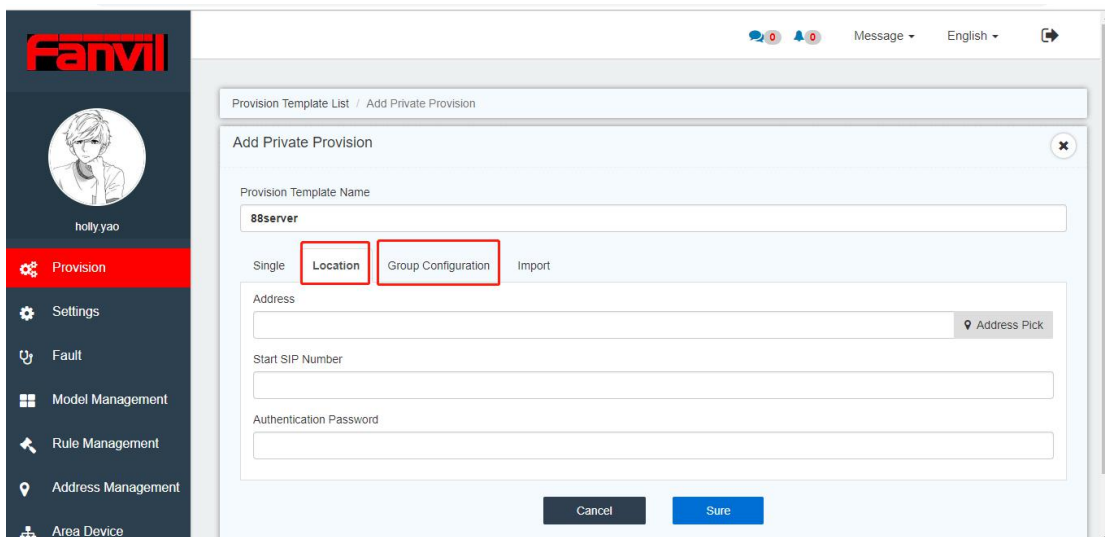 Fanvil
0 0 Message English
Provision Template List / Add Private Provision
Add Private Provision
Provision Template Name
88server
holly.yao
Single Location Group Configuration Import
Provision
Address
Settings
Address Pick
Start SIP Number
Fault
Model Management
Authentication Password
Rule Management
Address Management
Cancel Sure
Area Device